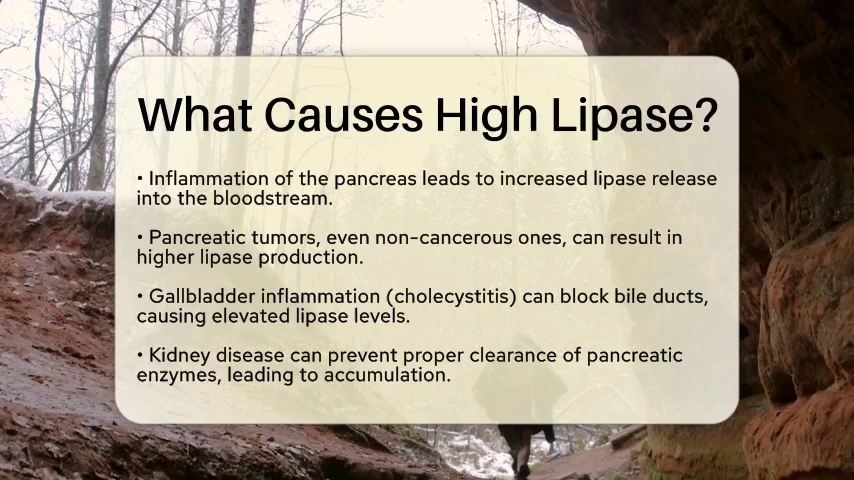 What Causes High Lipase?
• Inflammation of the pancreas leads to increased lipase release
into the bloodstream.
• Pancreatic tumors, even non-cancerous ones, can result in
higher lipase production.
• Gallbladder inflammation (cholecystitis) can block bile ducts,
causing elevated lipase levels.
• Kidney disease can prevent proper clearance of pancreatic
enzymes, leading to accumulation.